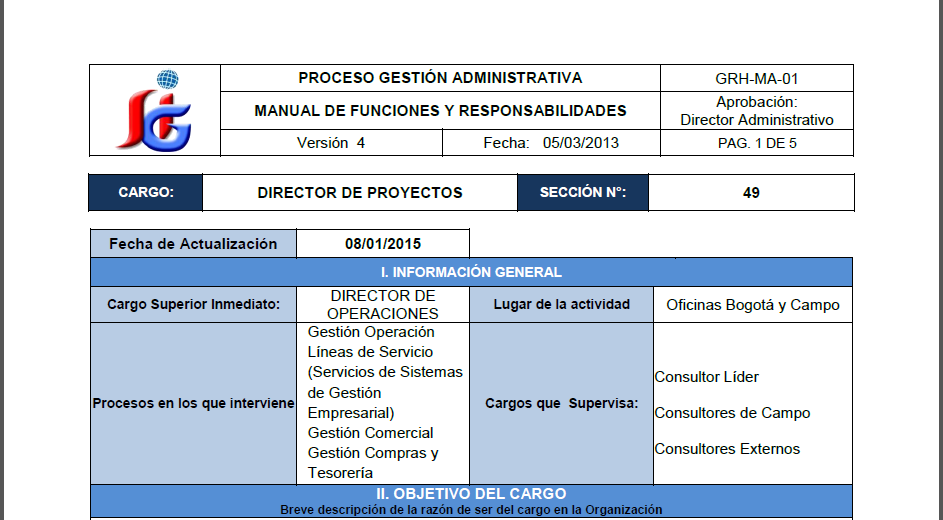 PROCESO GESTIÓN ADMINISTRATIVA
GRH-MA-01
MANUAL DE FUNCIONES Y RESPONSABILIDADES
Aprobación:
Director Administrativo
Versión 4
Fecha: 05/03/2013
PAG. 1 DE 5
CARGO:
DIRECTOR DE PROYECTOS
SECCIÓN N°:
49
Fecha de Actualización
08/01/2015
I. INFORMACIÓN GENERAL
Cargo Superior Inmediato:
DIRECTOR DE
OPERACIONES
Lugar de la actividad
Oficinas Bogotá y Campo
Procesos en los que interviene
Gestión Operación
Líneas de Servicio
(Servicios de Sistemas
de Gestión
Empresarial)
Gestión Comercial
Gestión Compras y
Tesorería
Cargos que Supervisa:
Consultor Líder
Consultores de Campo
Consultores Externos
II. OBJETIVO DEL CARGO
Breve descripción de la razón de ser del cargo en la Organización